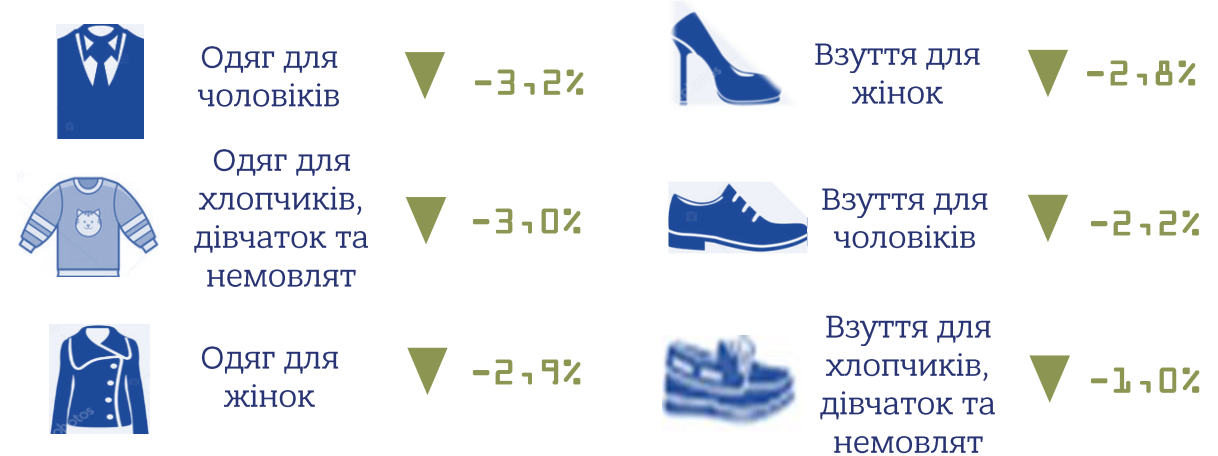 Одяг для
чоловіків
-3,2%
Одяг для
хлопчиків,
дівчаток та
немовлят
-3,0%
Одяг для
жінок
-2,9%
Взуття для
жінок
-2,8%
Взуття для
чоловіків
-2,2%
Взуття для
хлопчиків,
дівчаток та
немовлят
-1,0%